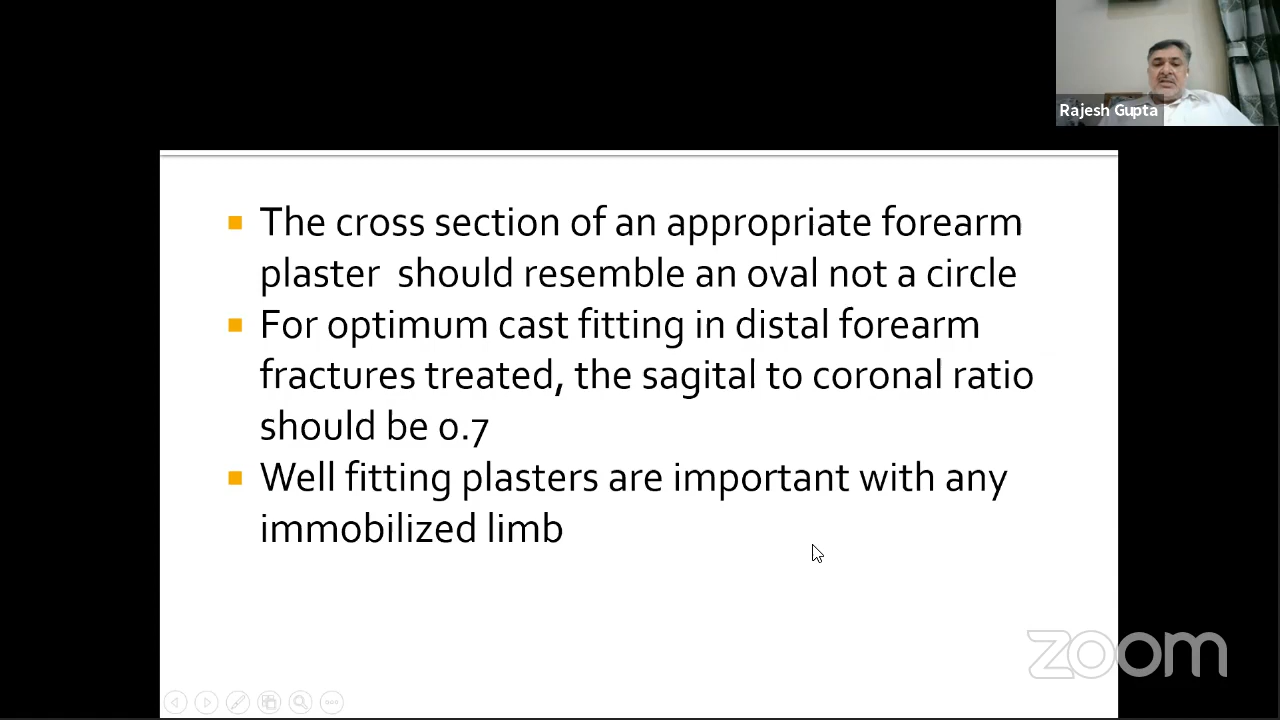 Rajesh Gupta
The cross section of an appropriate forearm
plaster should resemble an oval not a circle
For optimum cast fitting in distal forearm
fractures treated, the sagital to coronal ratio
should be 0.7
Well fitting plasters are important with any
immobilized limb
zoom